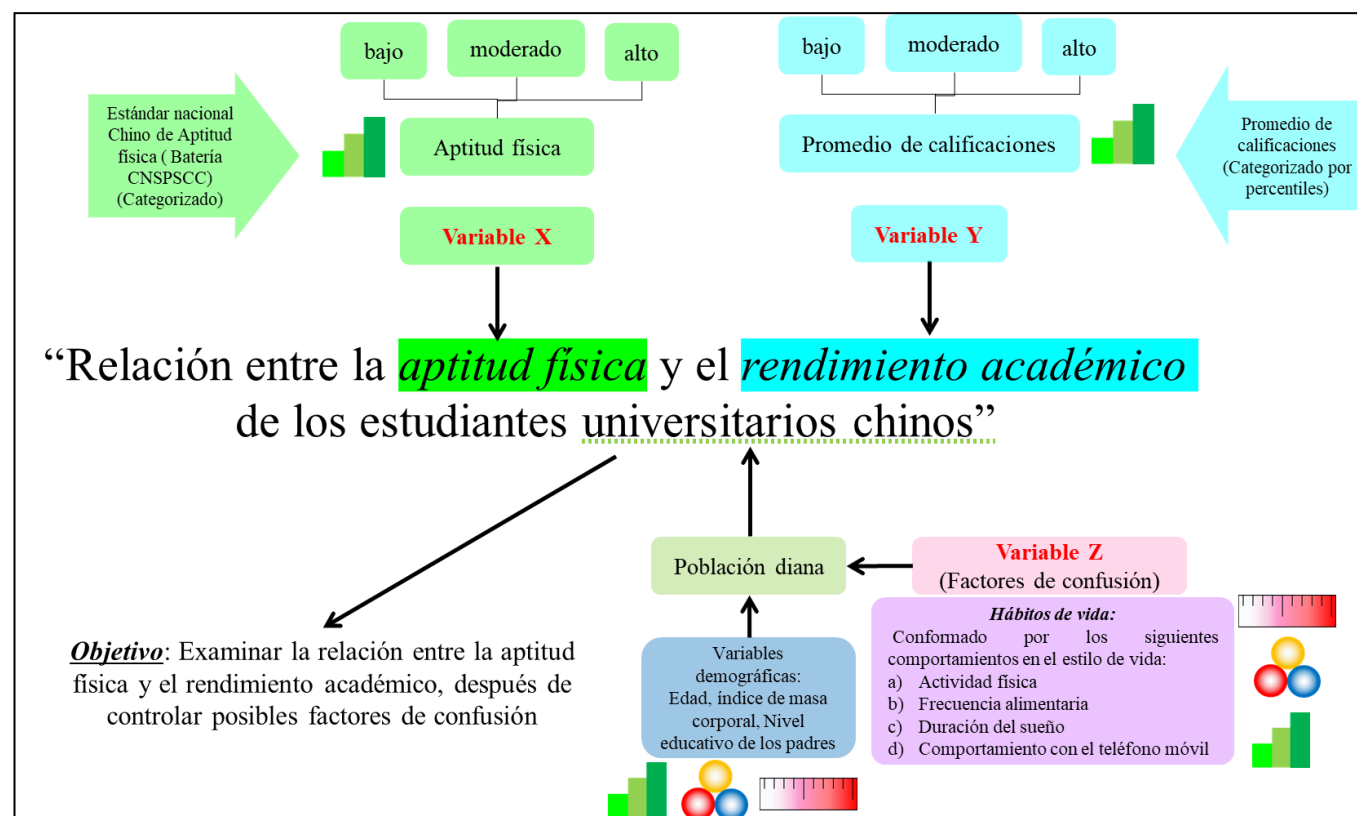 bajo
moderado
alto
bajo
moderado
alto
Estándar nacional
Chino de Aptitud
física ( Batería
CNSPSCC)
(Categorizado)
Aptitud física
Promedio de calificaciones
Promedio de
calificaciones
(Categorizado por
percentiles)
Variable X
Variable Y
“Relación entre la aptitud física y el rendimiento académico
de los estudiantes universitarios chinos”
Población diana
Variable Z
(Factores de confusión)
Objetivo: Examinar la relación entre la aptitud
física y el rendimiento académico, después de
controlar posibles factores de confusión
Variables
demográficas:
Edad, índice de masa
corporal, Nivel
educativo de los padres
Hábitos de vida:
Conformado por los siguientes
comportamientos en el estilo de vida:
a) Actividad física
b) Frecuencia alimentaria
c) Duración del sueño
d) Comportamiento con el teléfono móvil